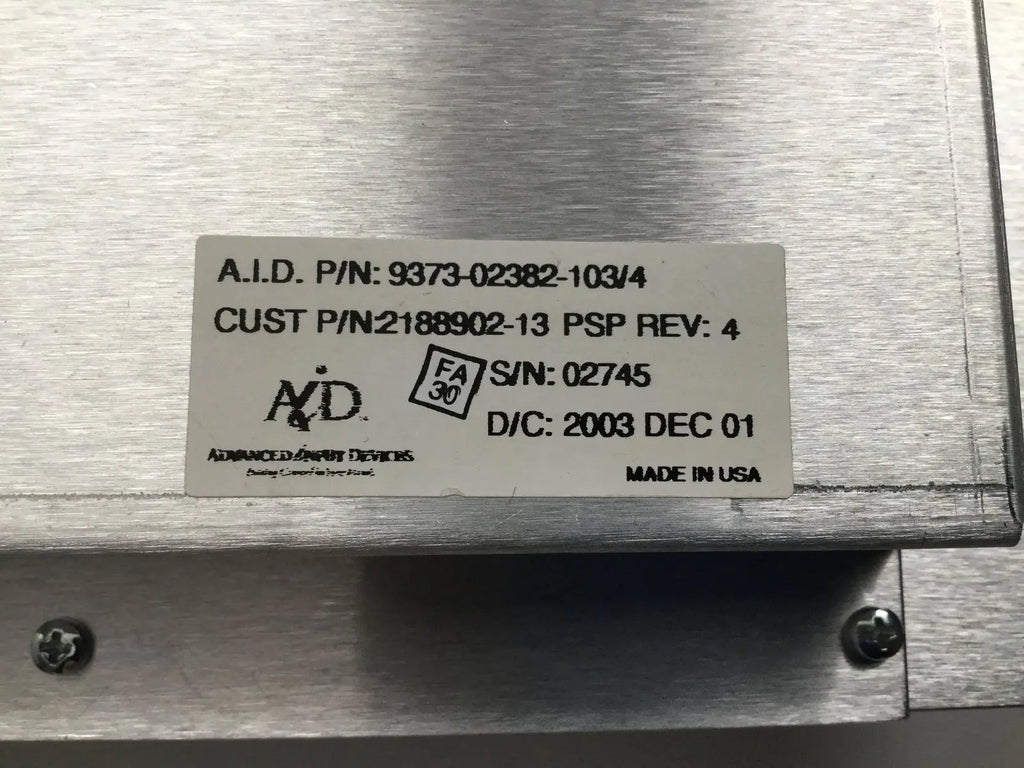 A.I.D. P/N: 9373-02382-103/4
CUST P/N:2188902-13 PSP REV: 4
FA
30
S/N: 02745
AID
D/C: 2003 DEC 01
ADVANCED INPUT DEVICES
MADE IN USA